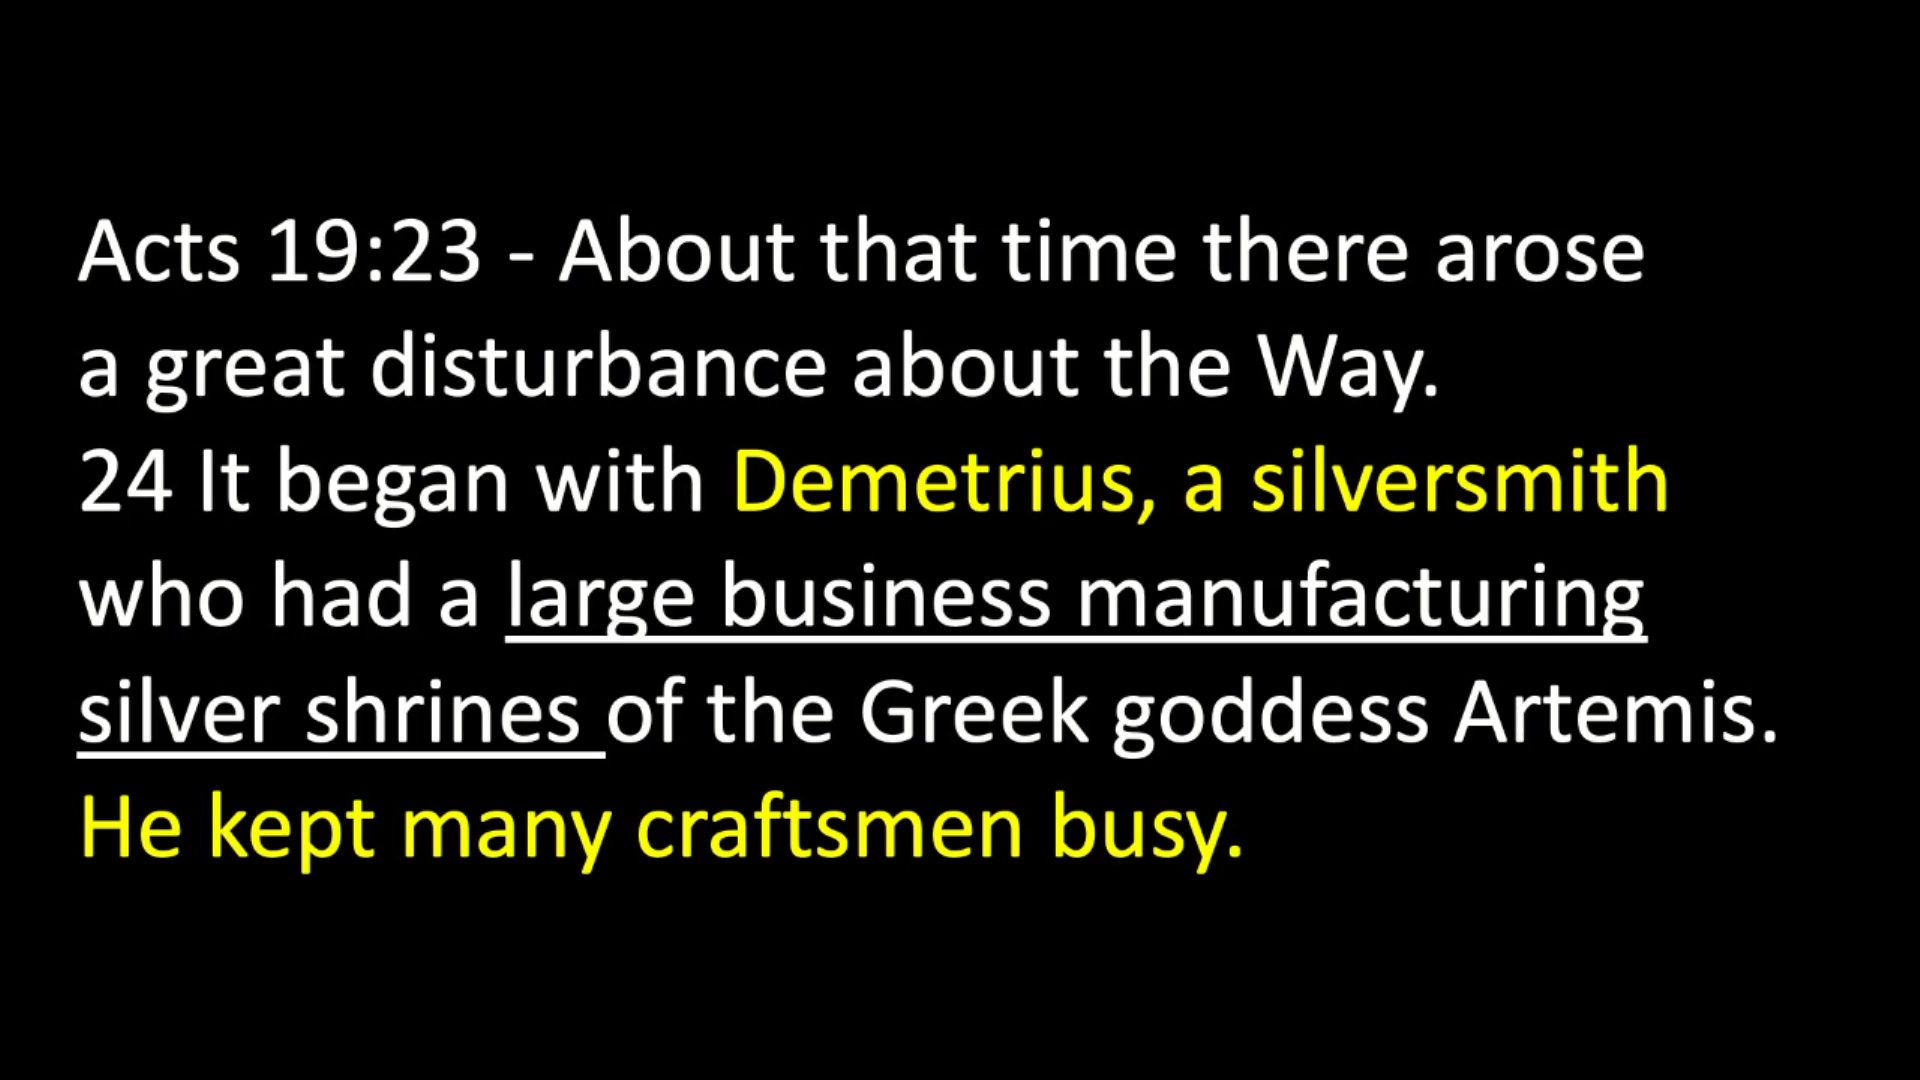 Acts 19:23 - About that time there arose
a great disturbance about the Way.
24 It began with Demetrius, a silversmith
who had a large business manufacturing
silver shrines of the Greek goddess Artemis.
He kept many craftsmen busy.